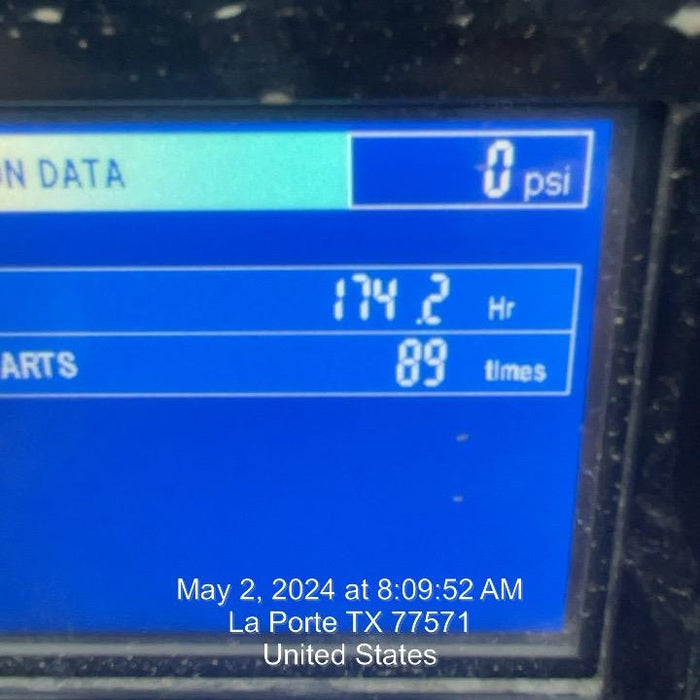 ON DATA
0 psi
174.2 Hr
ARTS 89 times
May 2, 2024 at 8:09:52 AM
La Porte TX 77571
United States